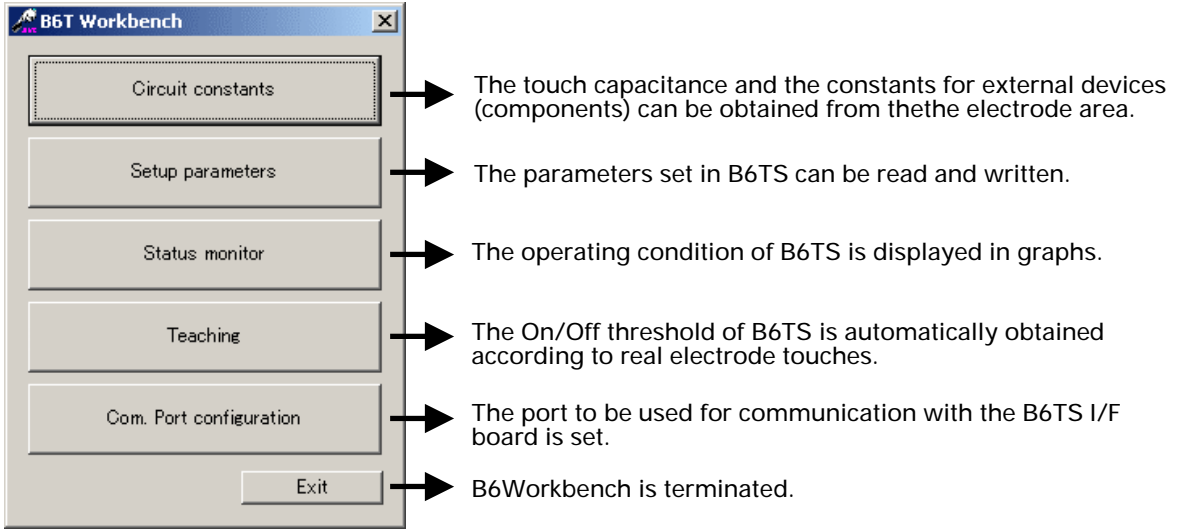 B6T Workbench
Circuit constants
The touch capacitance and the constants for external devices
(components) can be obtained from thethe electrode area.
Setup parameters
The parameters set in B6TS can be read and written.
Status monitor
The operating condition of B6TS is displayed in graphs.
Teaching
The On/Off threshold of B6TS is automatically obtained
according to real electrode touches.
Com. Port configuration
The port to be used for communication with the B6TS I/F
board is set.
Exit
B6Workbench is terminated.